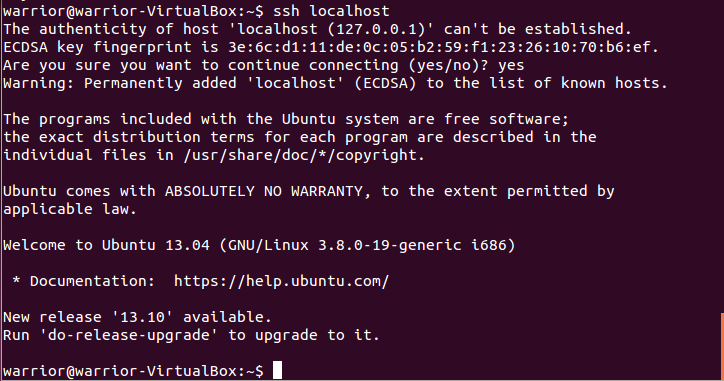 warrior@warrior-VirtualBox:~$ ssh localhost
The authenticity of host 'localhost (127.0.0.1)' can't be established.
ECDSA key fingerprint is 3e:6c:d1:11:de:0c:05:b2:59:f1:23:26:10:70:b6:ef.
Are you sure you want to continue connecting (yes/no)? yes
Warning: Permanently added 'localhost' (ECDSA) to the list of known hosts.

The programs included with the Ubuntu system are free software;
the exact distribution terms for each program are described in the
individual files in /usr/share/doc/*/copyright.

Ubuntu comes with ABSOLUTELY NO WARRANTY, to the extent permitted by
applicable law.

Welcome to Ubuntu 13.04 (GNU/Linux 3.8.0-19-generic i686)

 * Documentation:  https://help.ubuntu.com/

New release '13.10' available.
Run 'do-release-upgrade' to upgrade to it.

warrior@warrior-VirtualBox:~$